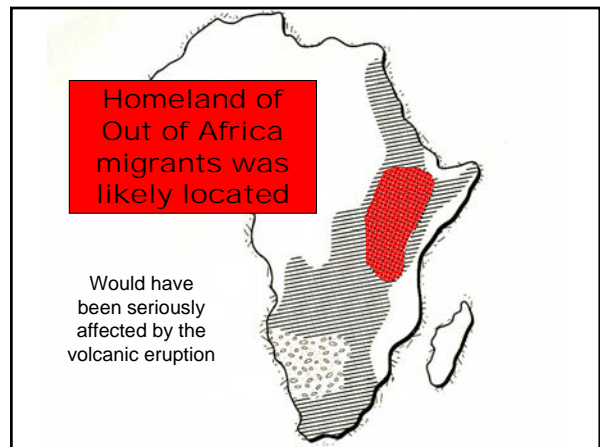 Homeland of
Out of Africa
migrants was
likely located
Would have
been seriously
affected by the
volcanic eruption